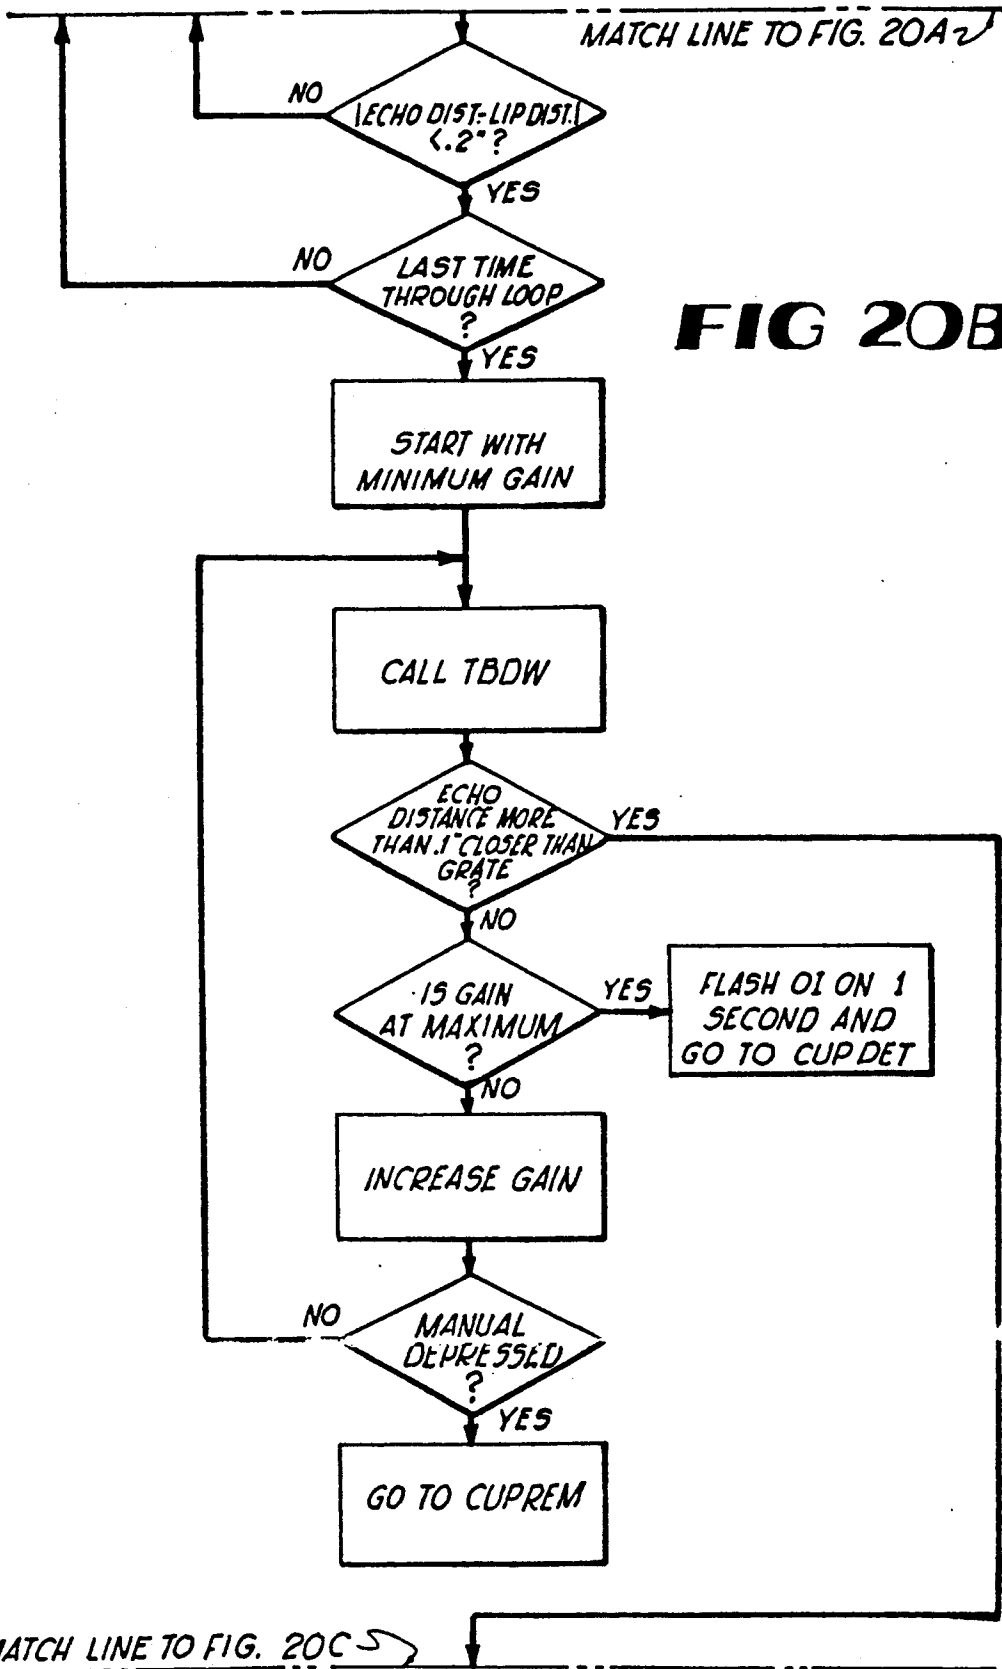 MATCH LINE TO FIG. 20A
NO
|ECHO DIST.-LIP DIST.|
<.2" ?
YES
NO
LAST TIME
THROUGH LOOP
?
YES
FIG 20B
START WITH
MINIMUM GAIN
CALL TBDW
ECHO
DISTANCE MORE
THAN .1" CLOSER THAN
GRATE
?
YES
NO
IS GAIN
AT MAXIMUM
?
YES
FLASH OI ON 1
SECOND AND
GO TO CUPDET
NO
INCREASE GAIN
NO
MANUAL
DEPRESSED
?
YES
GO TO CUPREM
MATCH LINE TO FIG. 20C